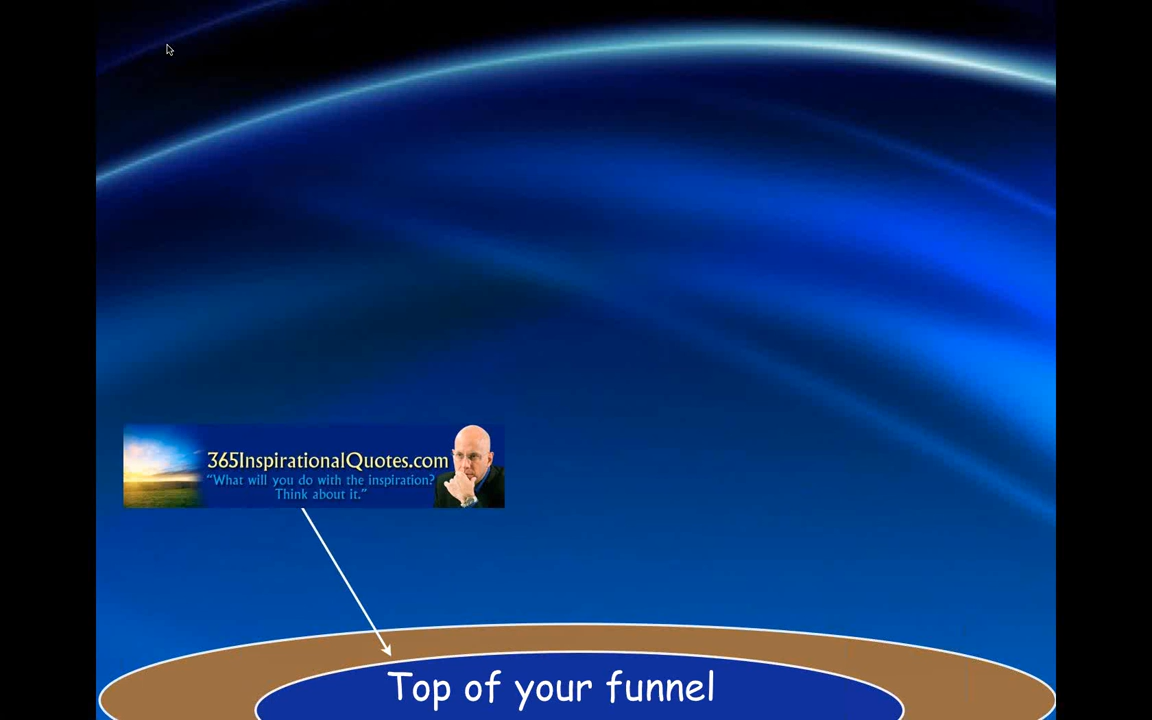 365InspirationalQuotes.com
"What will you do with the inspiration?
Think about it."
Top of your funnel